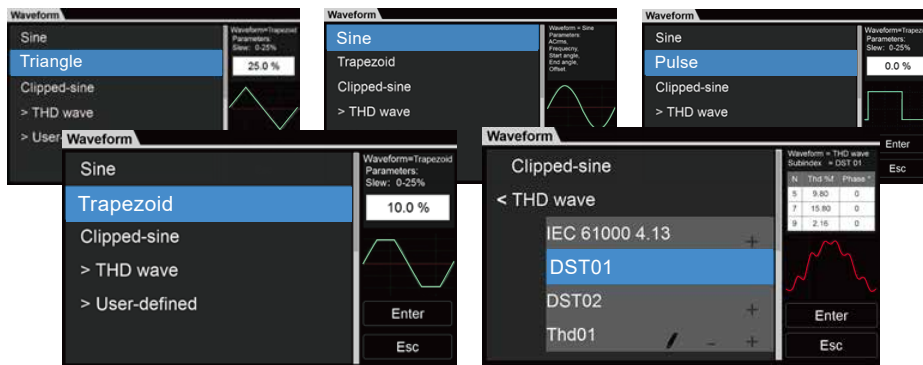 Waveform
Sine
Triangle
Clipped-sine
> THD wave
> User-
Waveform=Trapezoid
Parameters:
Slew: 0-25%
25.0 %
Waveform
Sine
Trapezoid
Clipped-sine
> THD wave
Waveform = Sine
Parameters:
ACrms,
Frequecny,
Start angle,
End angle,
Offset.
Waveform
Sine
Pulse
Clipped-sine
> THD wave
Waveform=Trapezoid
Parameters:
Slew: 0-25%
0.0 %
Enter
Esc
Waveform
Sine
Trapezoid
Clipped-sine
> THD wave
> User-defined
Waveform=Trapezoid
Parameters:
Slew: 0-25%
10.0 %
Enter
Esc
Waveform
Clipped-sine
< THD wave
IEC 61000 4.13 +
DST01
DST02 +
Thd01 - +
Waveform = THD wave
Subindex = DST 01
N Thd %f Phase °
5 9.80 0
7 15.80 0
9 2.16 0
Enter
Esc